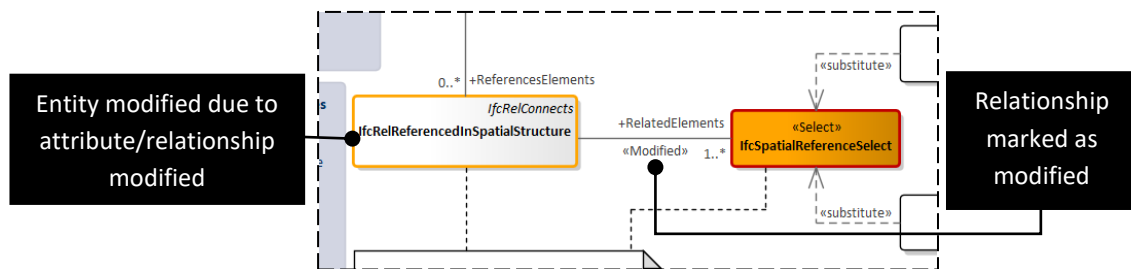 Entity modified due to
attribute/relationship
modified
s
0..* +ReferencesElements
IfcRelConnects
IfcRelReferencedInSpatialStructure
+RelatedElements
«Modified» 1..*
«substitute»
«Select»
IfcSpatialReferenceSelect
«substitute»
Relationship
marked as
modified